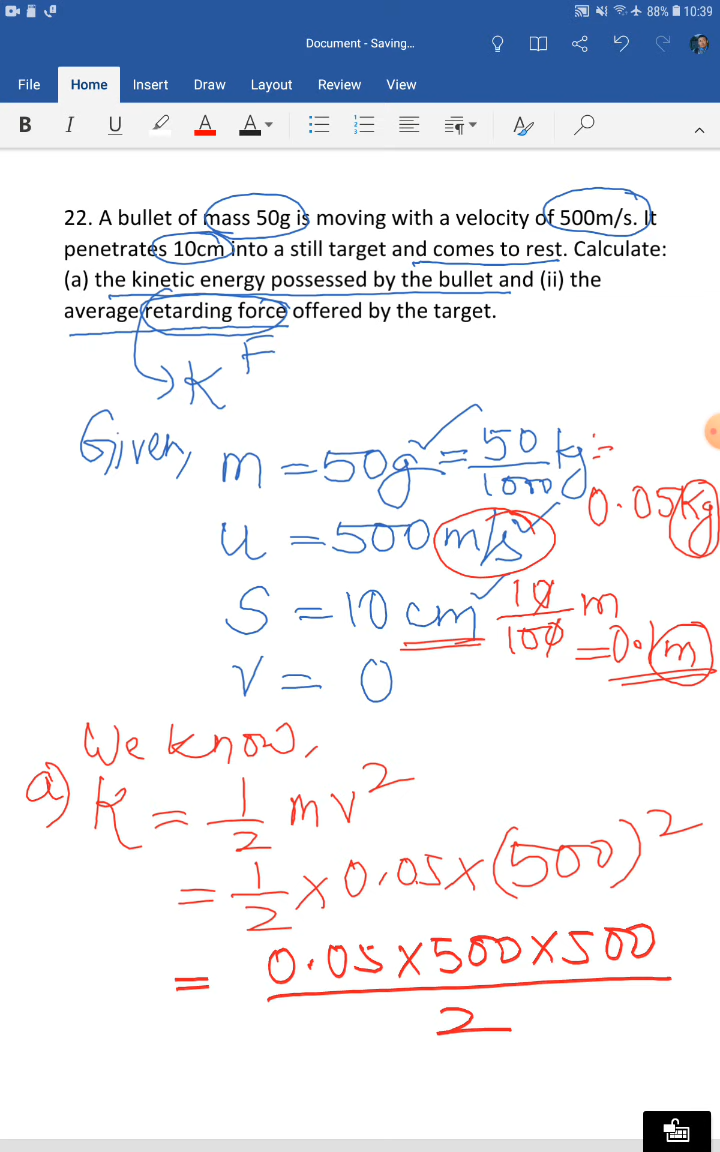 88% 10:39
Document - Saving...
File Home Insert Draw Layout Review View
B I U A A
22. A bullet of mass 50g is moving with a velocity of 500m/s. It
penetrates 10cm into a still target and comes to rest. Calculate:
(a) the kinetic energy possessed by the bullet and (ii) the
average retarding force offered by the target.
K F
Given, m = 50g = 50/1000 kg = 0.05kg
u = 500 m/s
S = 10 cm 10/100 m = 0.1m
V = 0
We know,
a) K = 1/2 mv²
= 1/2 × 0.05 × (500)²
= 0.05 × 500 × 500 / 2